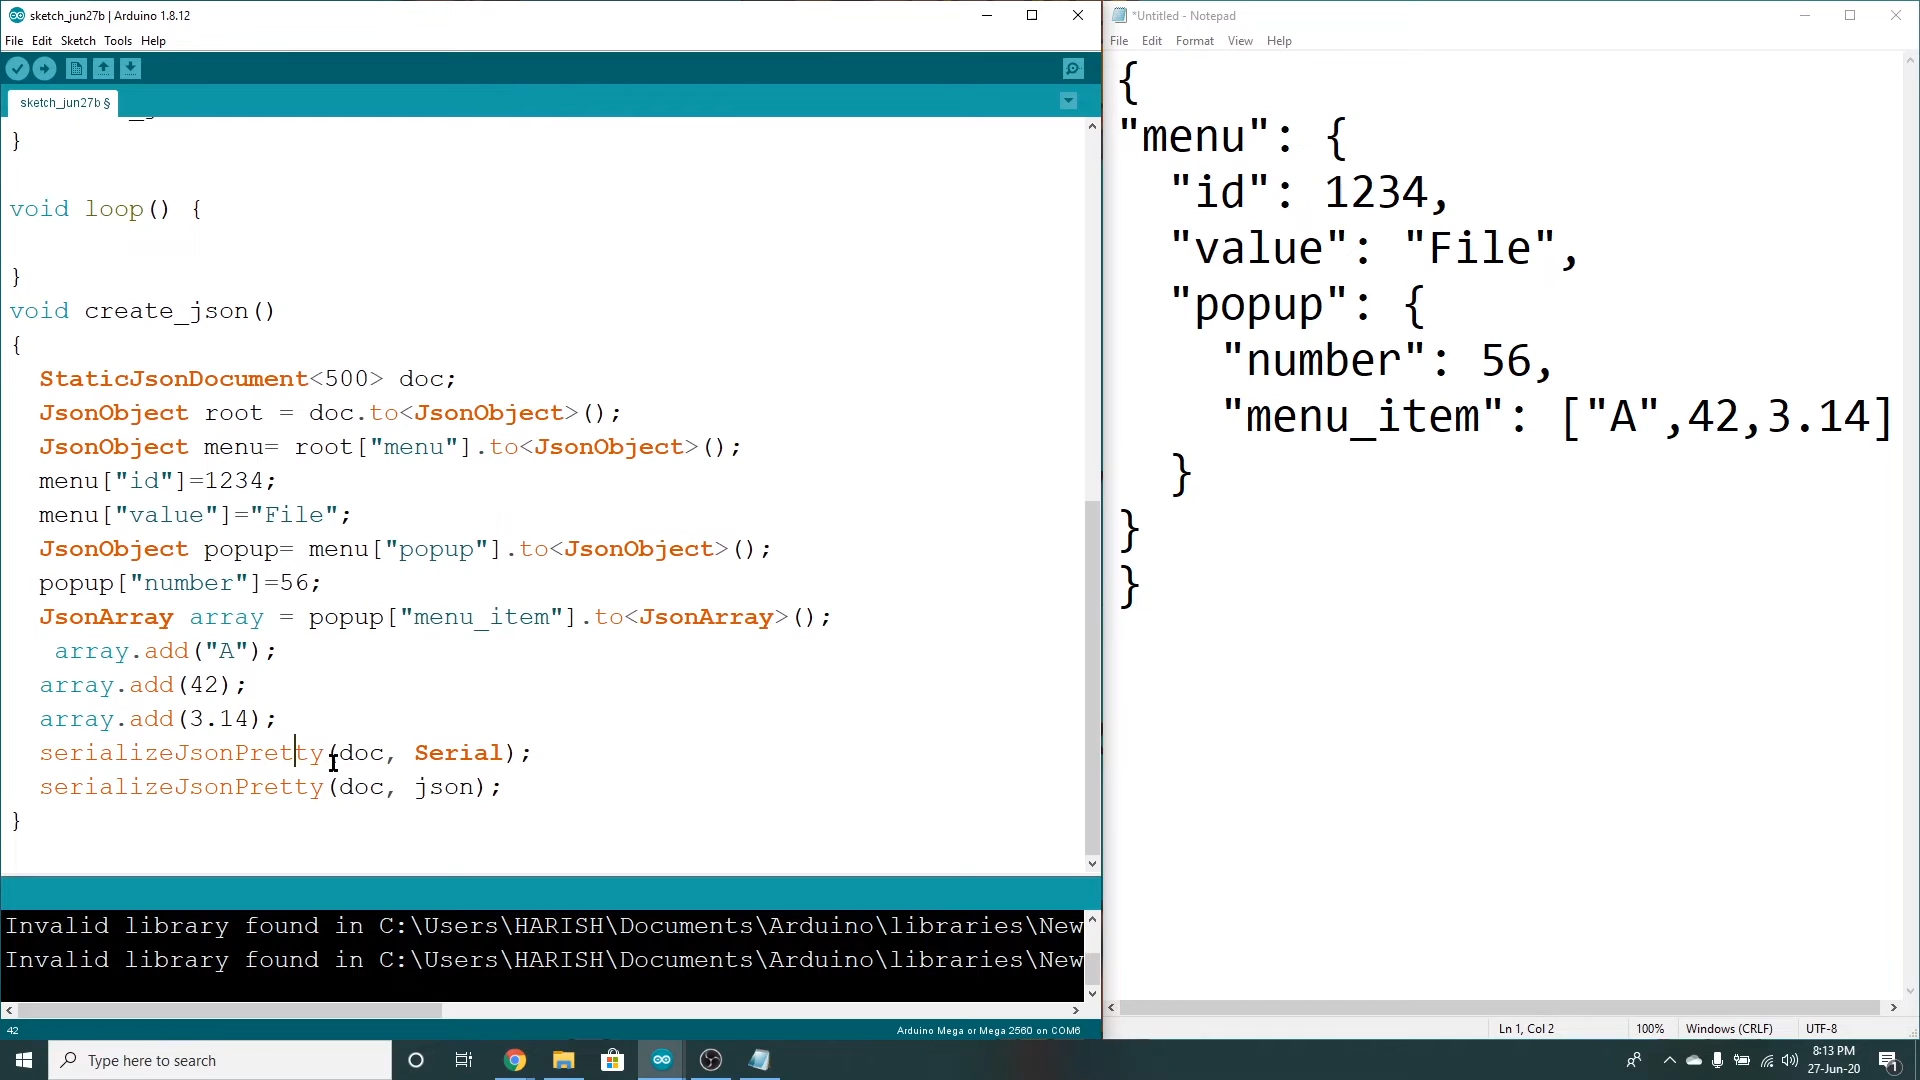 sketch_jun27b | Arduino 1.8.12
File Edit Sketch Tools Help
sketch_jun27b §
}
void loop() {
}
void create_json()
{
StaticJsonDocument<500> doc;
JsonObject root = doc.to<JsonObject>();
JsonObject menu= root["menu"].to<JsonObject>();
menu["id"]=1234;
menu["value"]="File";
JsonObject popup= menu["popup"].to<JsonObject>();
popup["number"]=56;
JsonArray array = popup["menu_item"].to<JsonArray>();
array.add("A");
array.add(42);
array.add(3.14);
serializeJsonPretty(doc, Serial);
serializeJsonPretty(doc, json);
}
Invalid library found in C:\Users\HARISH\Documents\Arduino\libraries\New
Invalid library found in C:\Users\HARISH\Documents\Arduino\libraries\New
42
Arduino Mega or Mega 2560 on COM6
*Untitled - Notepad
File Edit Format View Help
{
"menu": {
"id": 1234,
"value": "File",
"popup": {
"number": 56,
"menu_item": ["A",42,3.14]
}
}
}
Ln 1, Col 2 100% Windows (CRLF) UTF-8
Type here to search
8:13 PM
27-Jun-20
1